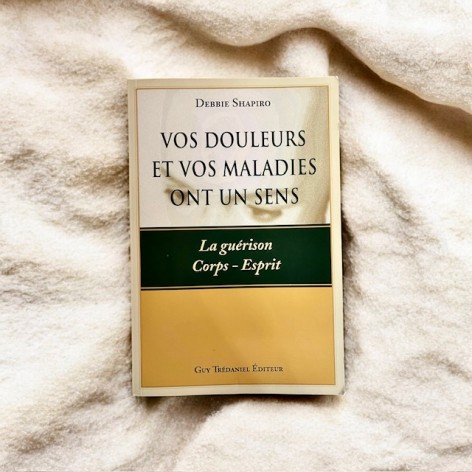 Debbie Shapiro
VOS DOULEURS
ET VOS MALADIES
ONT UN SENS
La guérison
Corps – Esprit
Guy Trédaniel Éditeur